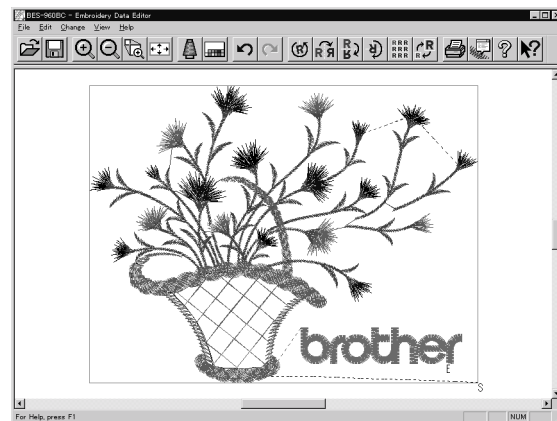 BES-960BC - Embroidery Data Editor
File Edit Change View Help
R R R R R R R R R R R R R R R R
brother
E
S
For Help, press F1
NUM